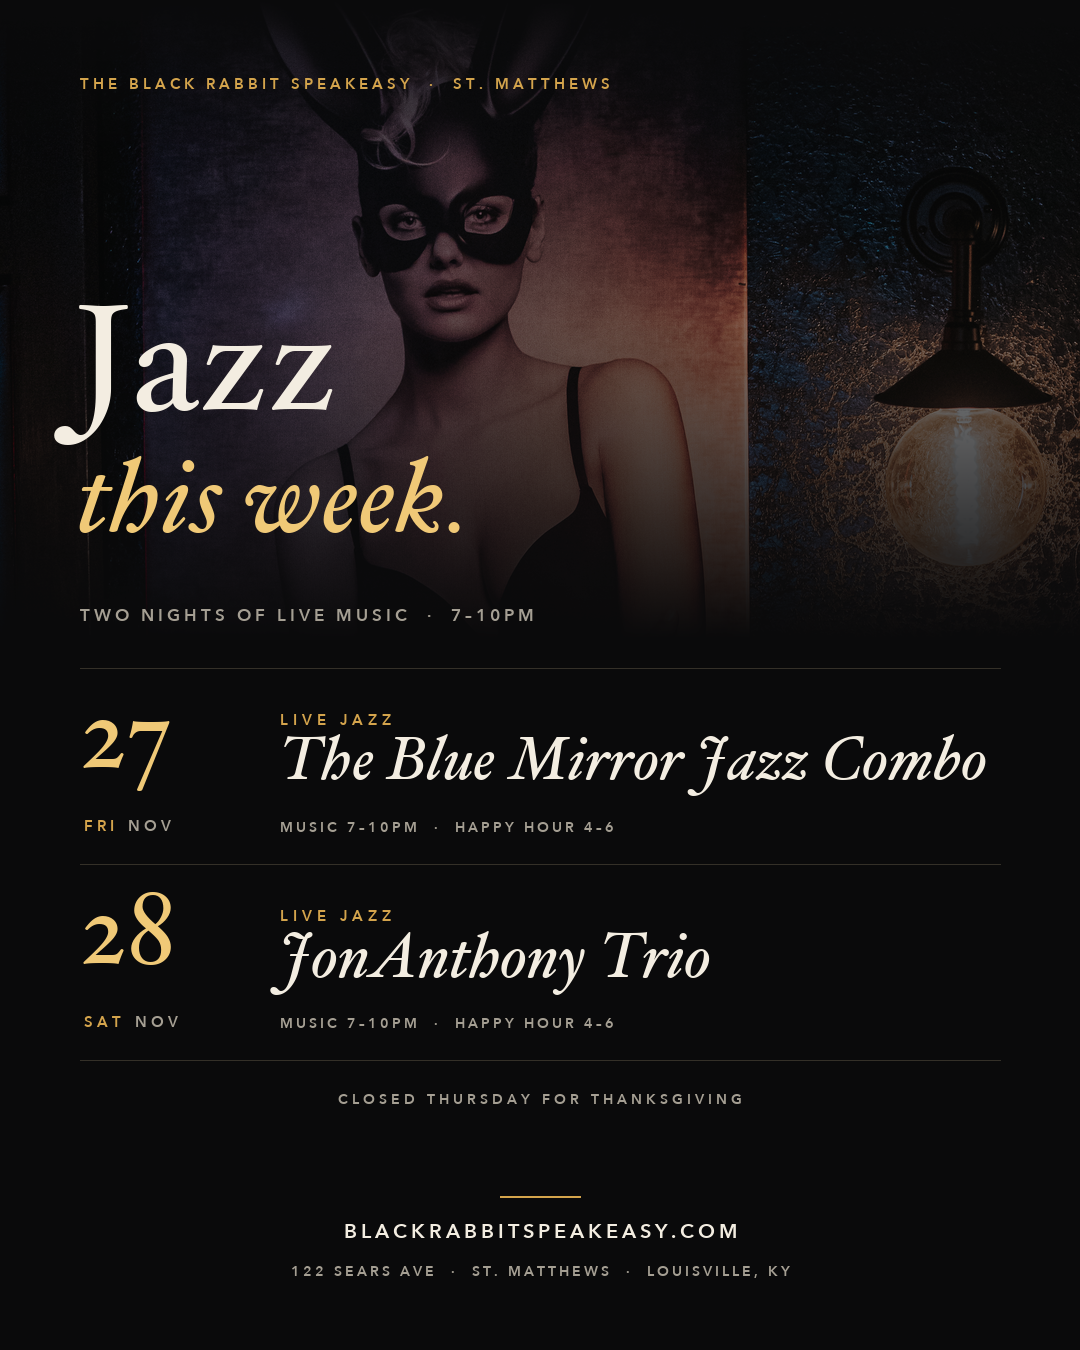 THE BLACK RABBIT SPEAKEASY · ST. MATTHEWS
Jazz
this week.
TWO NIGHTS OF LIVE MUSIC · 7–10PM
27
FRI NOV
LIVE JAZZ
The Blue Mirror Jazz Combo
MUSIC 7–10PM · HAPPY HOUR 4–6
28
SAT NOV
LIVE JAZZ
JonAnthony Trio
MUSIC 7–10PM · HAPPY HOUR 4–6
CLOSED THURSDAY FOR THANKSGIVING
BLACKRABBITSPEAKEASY.COM
122 SEARS AVE · ST. MATTHEWS · LOUISVILLE, KY